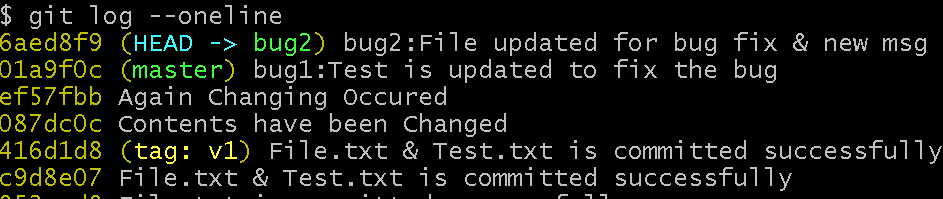 $ git log --oneline
6aed8f9 (HEAD -> bug2) bug2:File updated for bug fix & new msg
01a9f0c (master) bug1:Test is updated to fix the bug
ef57fbb Again Changing Occured
087dc0c Contents have been Changed
416d1d8 (tag: v1) File.txt & Test.txt is committed successfully
c9d8e07 File.txt & Test.txt is committed successfully